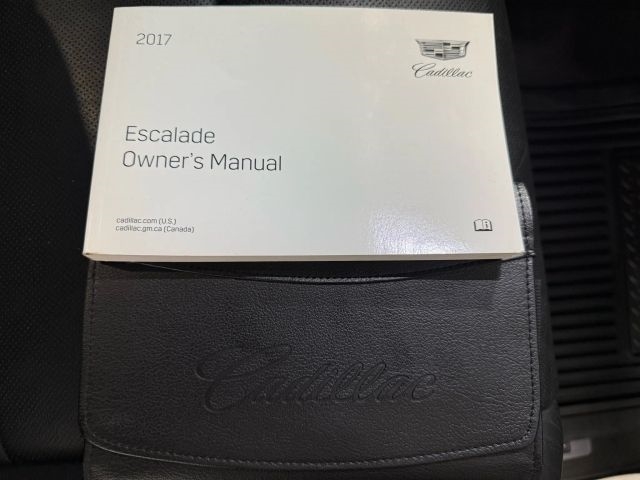 2017
Cadillac
Escalade
Owner's Manual
cadillac.com (U.S.)
cadillac.gm.ca (Canada)
Cadillac